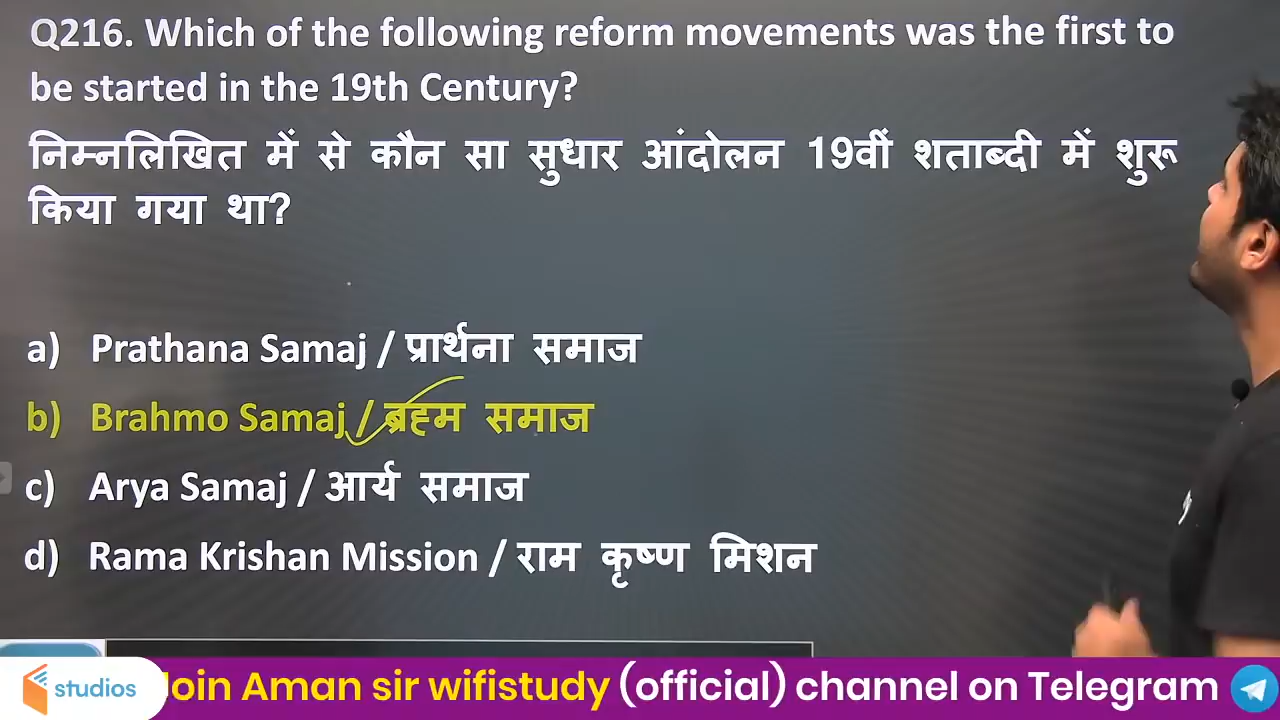 Q216. Which of the following reform movements was the first to
be started in the 19th Century?
निम्नलिखित में से कौन सा सुधार आंदोलन 19वीं शताब्दी में शुरू
किया गया था?
a) Prathana Samaj / प्रार्थना समाज
b) Brahmo Samaj / ब्रह्म समाज
c) Arya Samaj / आर्य समाज
d) Rama Krishan Mission / राम कृष्ण मिशन
studios Join Aman sir wifistudy (official) channel on Telegram